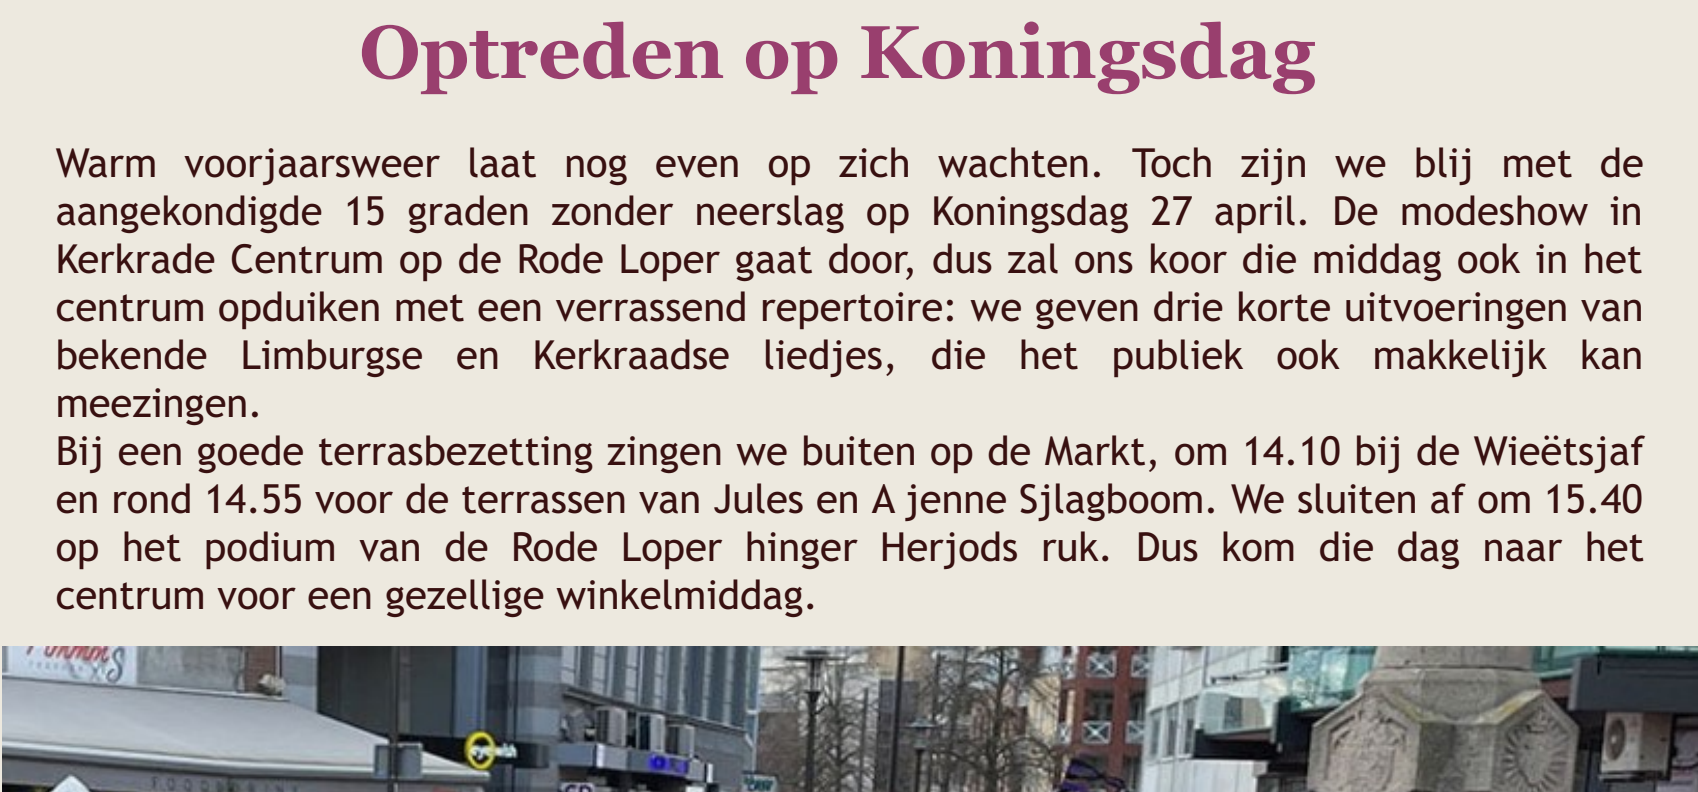 Optreden op Koningsdag
Warm voorjaarsweer laat nog even op zich wachten. Toch zijn we blij met de
aangekondigde 15 graden zonder neerslag op Koningsdag 27 april. De modeshow in
Kerkrade Centrum op de Rode Loper gaat door, dus zal ons koor die middag ook in het
centrum opduiken met een verrassend repertoire: we geven drie korte uitvoeringen van
bekende Limburgse en Kerkraadse liedjes, die het publiek ook makkelijk kan
meezingen.
Bij een goede terrasbezetting zingen we buiten op de Markt, om 14.10 bij de Wieëtsjaf
en rond 14.55 voor de terrassen van Jules en A jenne Sjlagboom. We sluiten af om 15.40
op het podium van de Rode Loper hinger Herjods ruk. Dus kom die dag naar het
centrum voor een gezellige winkelmiddag.